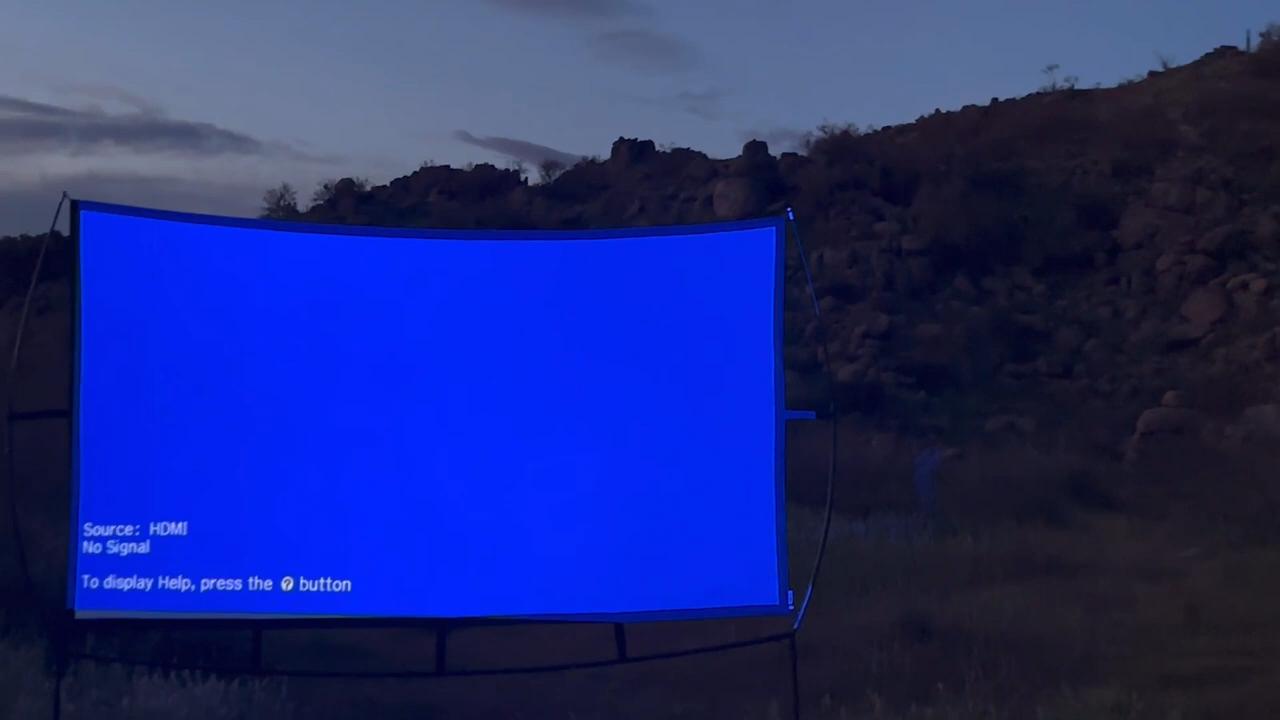 Source: HDMI
No Signal
To display Help, press the ? button